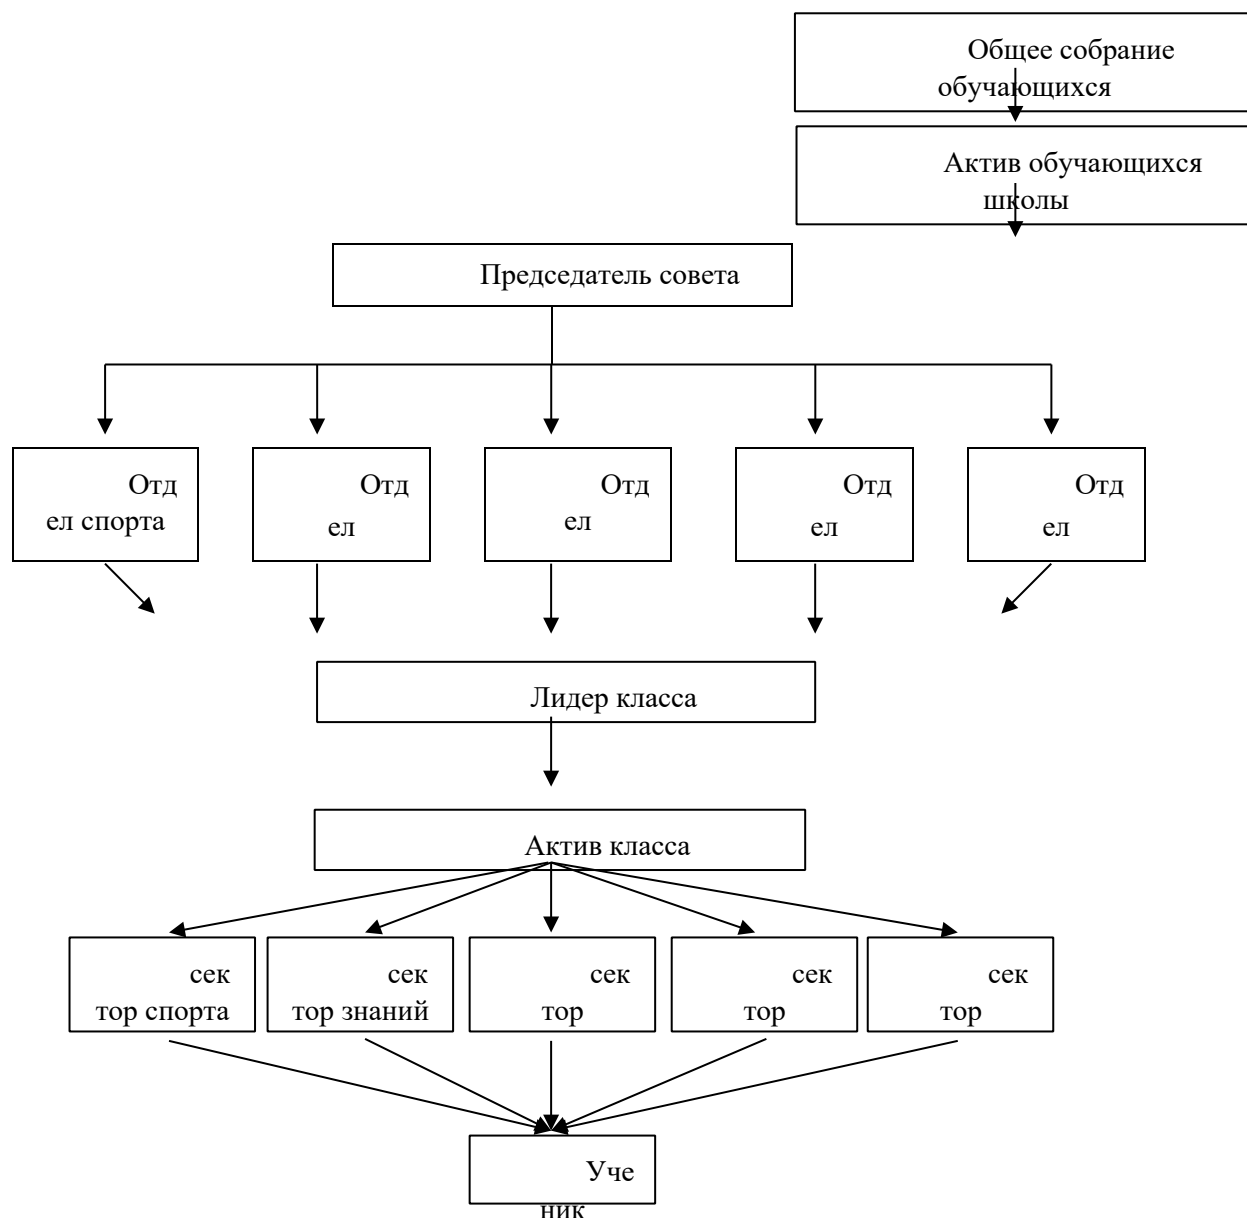 Общее собрание
обучающихся
Актив обучающихся
школы
Председатель совета
Отд
ел спорта
Отд
ел
Отд
ел
Отд
ел
Отд
ел
Лидер класса
Актив класса
сек
тор спорта
сек
тор знаний
сек
тор
сек
тор
сек
тор
Уче
ник